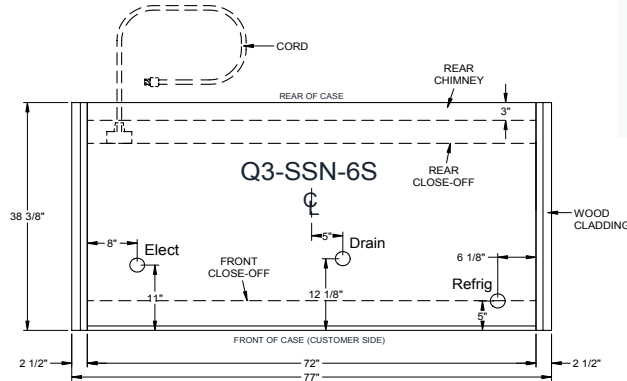 CORD
REAR
CHIMNEY
REAR OF CASE
3"
Q3-SSN-6S
REAR
CLOSE-OFF
℄
38 3/8"
WOOD
CLADDING
8"
Elect
5"
Drain
6 1/8"
FRONT
CLOSE-OFF
Refrig
11"
12 1/8"
5"
FRONT OF CASE (CUSTOMER SIDE)
2 1/2"
72"
2 1/2"
77"